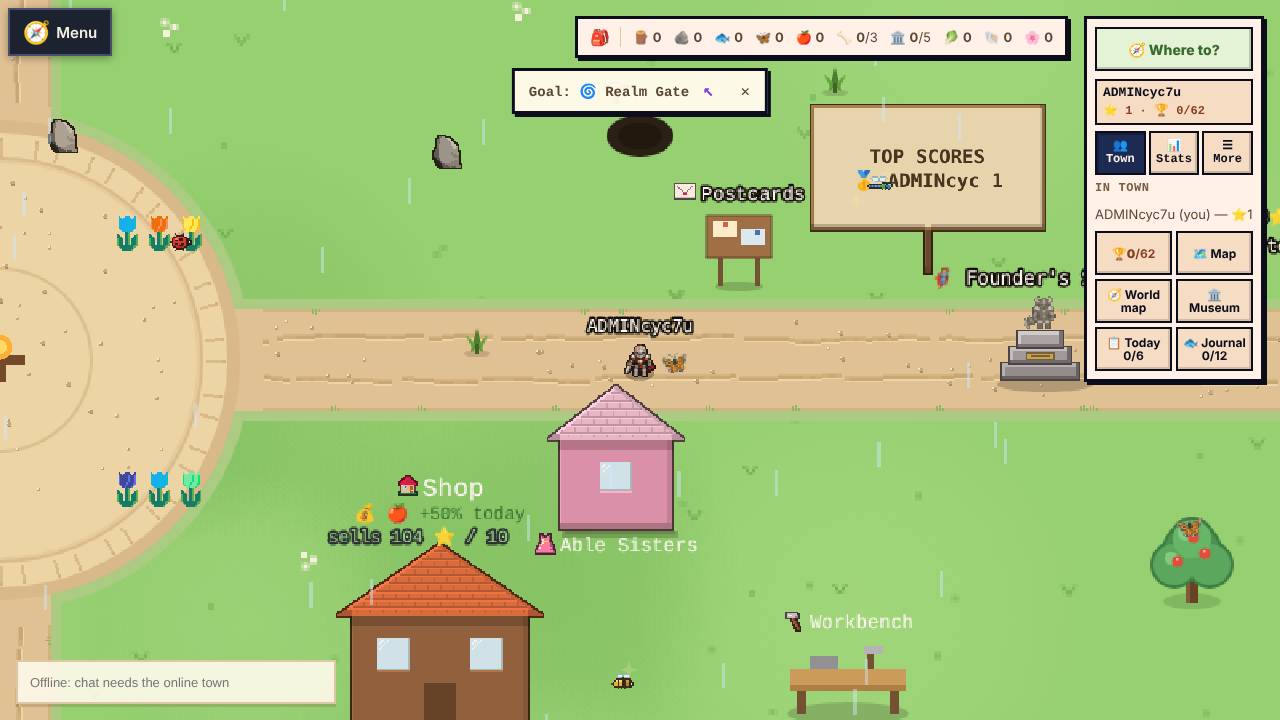 Menu
0 0 0 0 0 0/3 0/5 0 0 0
Where to?
Goal: Realm Gate ×
ADMINcyc7u
1 · 0/62
Town Stats More
IN TOWN
ADMINcyc7u (you) — 1
0/62 Map
World map
Museum
Today 0/6
Journal 0/12
TOP SCORES
ADMINcyc 1
Postcards
Founder's
ADMINcyc7u
Shop
+50% today
sells 104 / 10
Able Sisters
Workbench
Offline: chat needs the online town